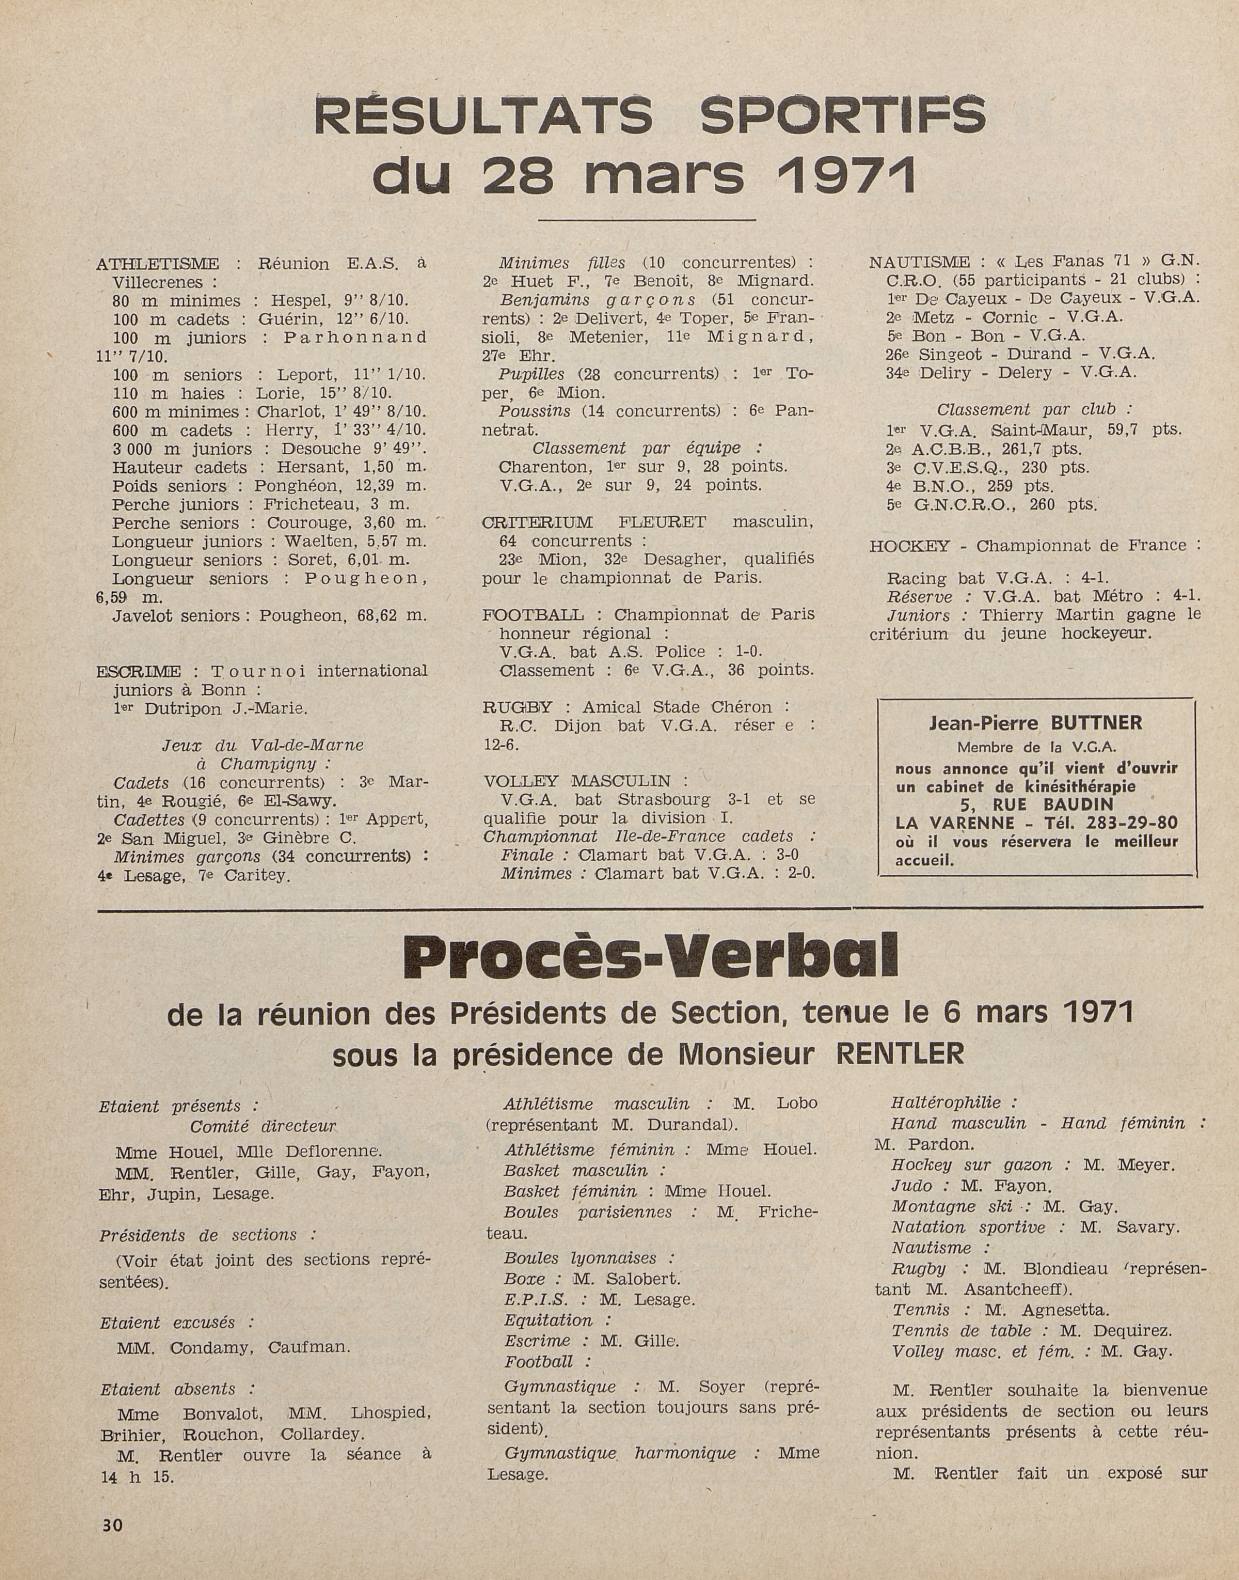 RÉSULTATS SPORTIFS
du 28 mars 1971
ATHLETISME : Réunion E.A.S. à
Villecrenes :
80 m minimes : Hespel, 9'' 8/10.
100 m cadets : Guérin, 12'' 6/10.
100 m juniors : Parhonnand
11'' 7/10.
100 m seniors : Leport, 11'' 1/10.
110 m haies : Lorie, 15'' 8/10.
600 m minimes : Charlot, 1' 49'' 8/10.
600 m cadets : Herry, 1' 33'' 4/10.
3 000 m juniors : Desouche 9' 49''.
Hauteur cadets : Hersant, 1,50 m.
Poids seniors : Ponghéon, 12,39 m.
Perche juniors : Fricheteau, 3 m.
Perche seniors : Courouge, 3,60 m.
Longueur juniors : Waelten, 5,57 m.
Longueur seniors : Soret, 6,01 m.
Longueur seniors : Pougheon,
6,59 m.
Javelot seniors : Pougheon, 68,62 m.
ESCRIME : Tournoi international
juniors à Bonn :
1er Dutripon J.-Marie.
Jeux du Val-de-Marne
à Champigny :
Cadets (16 concurrents) : 3e Mar-
tin, 4e Rougié, 6e El-Sawy.
Cadettes (9 concurrents) : 1er Appert,
2e San Miguel, 3e Ginèbre C.
Minimes garçons (34 concurrents) :
4e Lesage, 7e Caritey.
Minimes filles (10 concurrentes) :
2e Huet F., 7e Benoit, 8e Mignard.
Benjamins garçons (51 concur-
rents) : 2e Delivert, 4e Toper, 5e Fran-
sioli, 8e Metenier, 11e Mignard,
27e Ehr.
Pupilles (28 concurrents) : 1er To-
per, 6e Mion.
Poussins (14 concurrents) : 6e Pan-
netrat.
Classement par équipe :
Charenton, 1er sur 9, 28 points.
V.G.A., 2e sur 9, 24 points.
CRITERIUM FLEURET masculin,
64 concurrents :
23e Mion, 32e Desagher, qualifiés
pour le championnat de Paris.
FOOTBALL : Championnat de Paris
honneur régional :
V.G.A. bat A.S. Police : 1-0.
Classement : 6e V.G.A., 36 points.
RUGBY : Amical Stade Chéron :
R.C. Dijon bat V.G.A. réser e :
12-6.
VOLLEY MASCULIN :
V.G.A. bat Strasbourg 3-1 et se
qualifie pour la division I.
Championnat Ile-de-France cadets :
Finale : Clamart bat V.G.A. : 3-0
Minimes : Clamart bat V.G.A. : 2-0.
NAUTISME : « Les Fanas 71 » G.N.
C.R.O. (55 participants - 21 clubs) :
1er De Cayeux - De Cayeux - V.G.A.
2e Metz - Cornic - V.G.A.
5e Bon - Bon - V.G.A.
26e Singeot - Durand - V.G.A.
34e Deliry - Delery - V.G.A.
Classement par club :
1er V.G.A. Saint-Maur, 59,7 pts.
2e A.C.B.B., 261,7 pts.
3e C.V.E.S.Q., 230 pts.
4e B.N.O., 259 pts.
5e G.N.C.R.O., 260 pts.
HOCKEY - Championnat de France :
Racing bat V.G.A. : 4-1.
Réserve : V.G.A. bat Métro : 4-1.
Juniors : Thierry Martin gagne le
critérium du jeune hockeyeur.
Jean-Pierre BUTTNER
Membre de la V.G.A.
nous annonce qu'il vient d'ouvrir
un cabinet de kinésithérapie
5, RUE BAUDIN
LA VARENNE - Tél. 283-29-80
où il vous réservera le meilleur
accueil.
Procès-Verbal
de la réunion des Présidents de Section, tenue le 6 mars 1971
sous la présidence de Monsieur RENTLER
Etaient présents :
Comité directeur
Mme Houel, Mlle Deflorenne.
MM. Rentler, Gille, Gay, Fayon,
Ehr, Jupin, Lesage.
Présidents de sections :
(Voir état joint des sections repré-
sentées).
Etaient excusés :
MM. Condamy, Caufman.
Etaient absents :
Mme Bonvalot, MM. Lhospied,
Brihier, Rouchon, Collardey.
M. Rentler ouvre la séance à
14 h 15.
Athlétisme masculin : M. Lobo
(représentant M. Durandal).
Athlétisme féminin : Mme Houel.
Basket masculin :
Basket féminin : Mme Houel.
Boules parisiennes : M. Friche-
teau.
Boules lyonnaises :
Boxe : M. Salobert.
E.P.I.S. : M. Lesage.
Equitation :
Escrime : M. Gille.
Football :
Gymnastique : M. Soyer (repré-
sentant la section toujours sans pré-
sident).
Gymnastique harmonique : Mme
Lesage.
Haltérophilie :
Hand masculin - Hand féminin :
M. Pardon.
Hockey sur gazon : M. Meyer.
Judo : M. Fayon.
Montagne ski : M. Gay.
Natation sportive : M. Savary.
Nautisme :
Rugby : M. Blondieau (représen-
tant M. Asantcheeff).
Tennis : M. Agnesetta.
Tennis de table : M. Dequirez.
Volley masc. et fém. : M. Gay.
M. Rentler souhaite la bienvenue
aux présidents de section ou leurs
représentants présents à cette réu-
nion.
M. Rentler fait un exposé sur
30